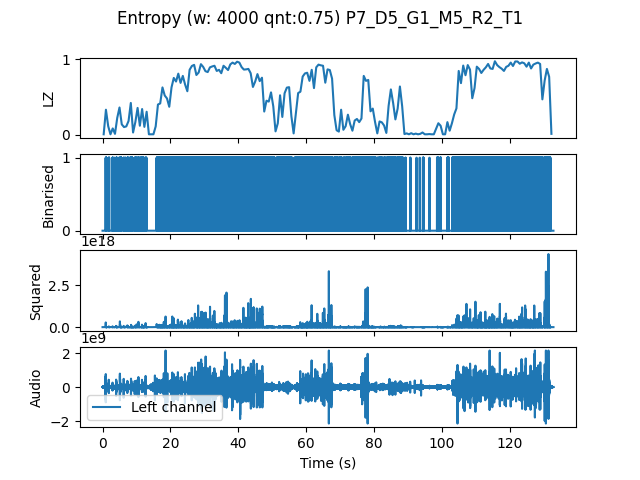 Entropy (w: 4000 qnt:0.75) P7_D5_G1_M5_R2_T1
1
LZ
0
1
Binarised
0
1e18
2.5
Squared
0.0
1e9
2
Audio
0
−2
Left channel
0 20 40 60 80 100 120
Time (s)